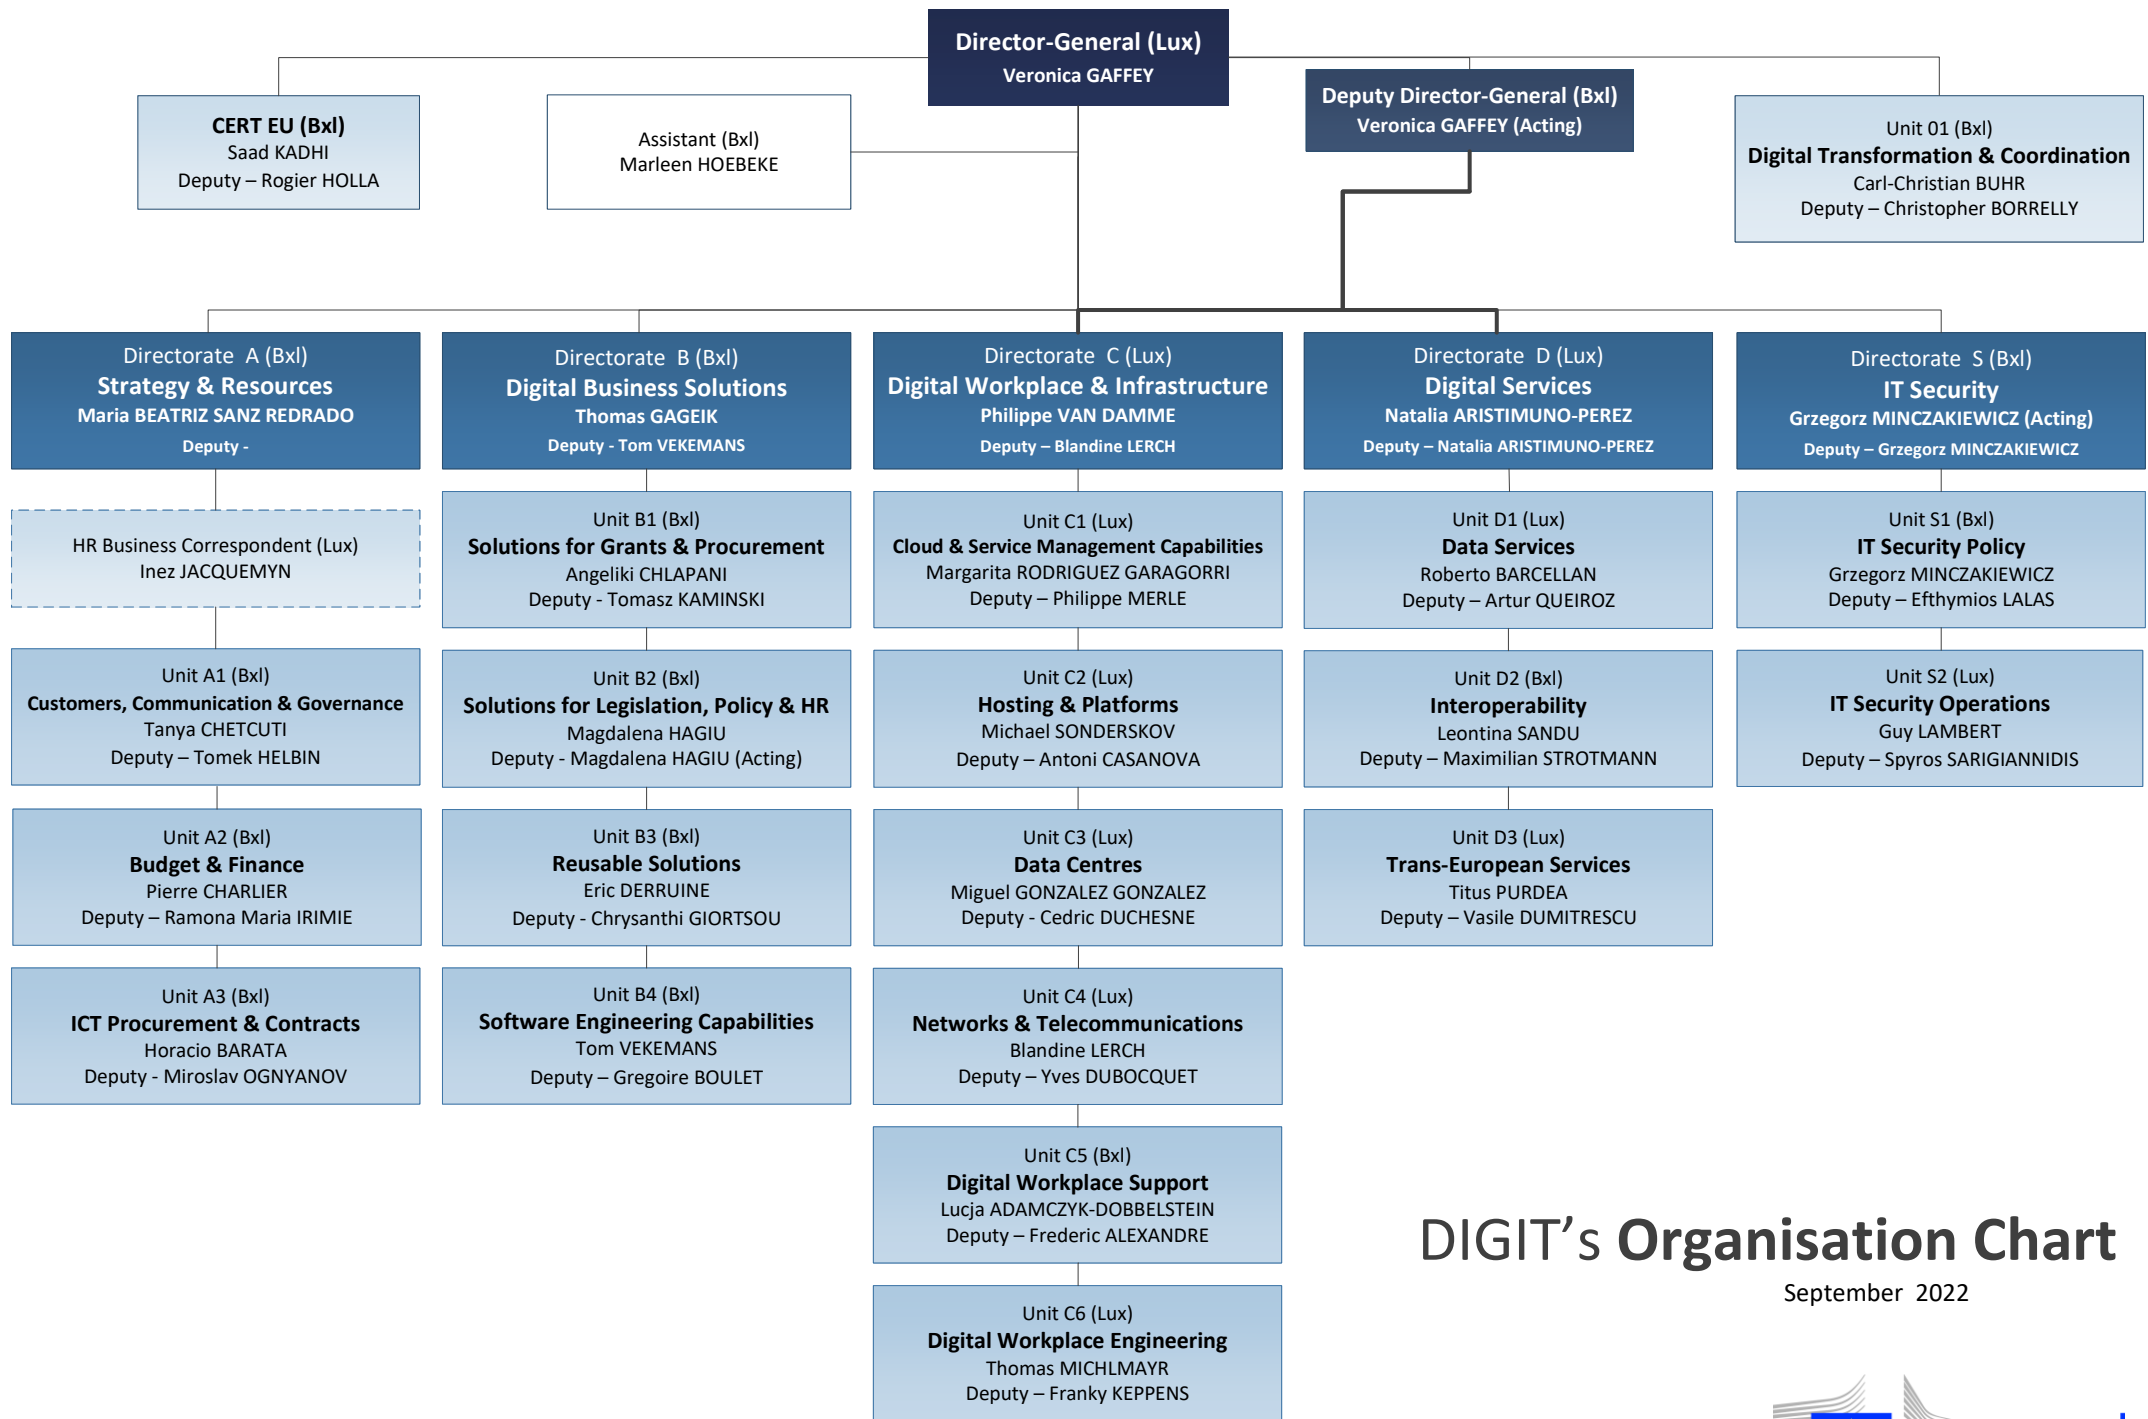 Director-General (Lux)
Veronica GAFFEY
Deputy Director-General (Bxl)
Veronica GAFFEY (Acting)
CERT EU (Bxl)
Saad KADHI
Deputy – Rogier HOLLA
Assistant (Bxl)
Marleen HOEBEKE
Unit 01 (Bxl)
Digital Transformation & Coordination
Carl-Christian BUHR
Deputy – Christopher BORRELLY
Directorate  A (Bxl)
Strategy & Resources
Maria BEATRIZ SANZ REDRADO
Deputy -
HR Business Correspondent (Lux)
Inez JACQUEMYN
Unit A1 (Bxl)
Customers, Communication & Governance
Tanya CHETCUTI
Deputy – Tomek HELBIN
Unit A2 (Bxl)
Budget & Finance
Pierre CHARLIER
Deputy – Ramona Maria IRIMIE
Unit A3 (Bxl)
ICT Procurement & Contracts
Horacio BARATA
Deputy - Miroslav OGNYANOV
Directorate  B (Bxl)
Digital Business Solutions
Thomas GAGEIK
Deputy - Tom VEKEMANS
Unit B1 (Bxl)
Solutions for Grants & Procurement
Angeliki CHLAPANI
Deputy - Tomasz KAMINSKI
Unit B2 (Bxl)
Solutions for Legislation, Policy & HR
Magdalena HAGIU
Deputy - Magdalena HAGIU (Acting)
Unit B3 (Bxl)
Reusable Solutions
Eric DERRUINE
Deputy - Chrysanthi GIORTSOU
Unit B4 (Bxl)
Software Engineering Capabilities
Tom VEKEMANS
Deputy – Gregoire BOULET
Directorate  C (Lux)
Digital Workplace & Infrastructure
Philippe VAN DAMME
Deputy – Blandine LERCH
Unit C1 (Lux)
Cloud & Service Management Capabilities
Margarita RODRIGUEZ GARAGORRI
Deputy – Philippe MERLE
Unit C2 (Lux)
Hosting & Platforms
Michael SONDERSKOV
Deputy – Antoni CASANOVA
Unit C3 (Lux)
Data Centres
Miguel GONZALEZ GONZALEZ
Deputy - Cedric DUCHESNE
Unit C4 (Lux)
Networks & Telecommunications
Blandine LERCH
Deputy – Yves DUBOCQUET
Unit C5 (Bxl)
Digital Workplace Support
Lucja ADAMCZYK-DOBBELSTEIN
Deputy – Frederic ALEXANDRE
Unit C6 (Lux)
Digital Workplace Engineering
Thomas MICHLMAYR
Deputy – Franky KEPPENS
Directorate  D (Lux)
Digital Services
Natalia ARISTIMUNO-PEREZ
Deputy – Natalia ARISTIMUNO-PEREZ
Unit D1 (Lux)
Data Services
Roberto BARCELLAN
Deputy – Artur QUEIROZ
Unit D2 (Bxl)
Interoperability
Leontina SANDU
Deputy – Maximilian STROTMANN
Unit D3 (Lux)
Trans-European Services
Titus PURDEA
Deputy – Vasile DUMITRESCU
Directorate  S (Bxl)
IT Security
Grzegorz MINCZAKIEWICZ (Acting)
Deputy – Grzegorz MINCZAKIEWICZ
Unit S1 (Bxl)
IT Security Policy
Grzegorz MINCZAKIEWICZ
Deputy – Efthymios LALAS
Unit S2 (Lux)
IT Security Operations
Guy LAMBERT
Deputy – Spyros SARIGIANNIDIS
DIGIT’s Organisation Chart
September  2022